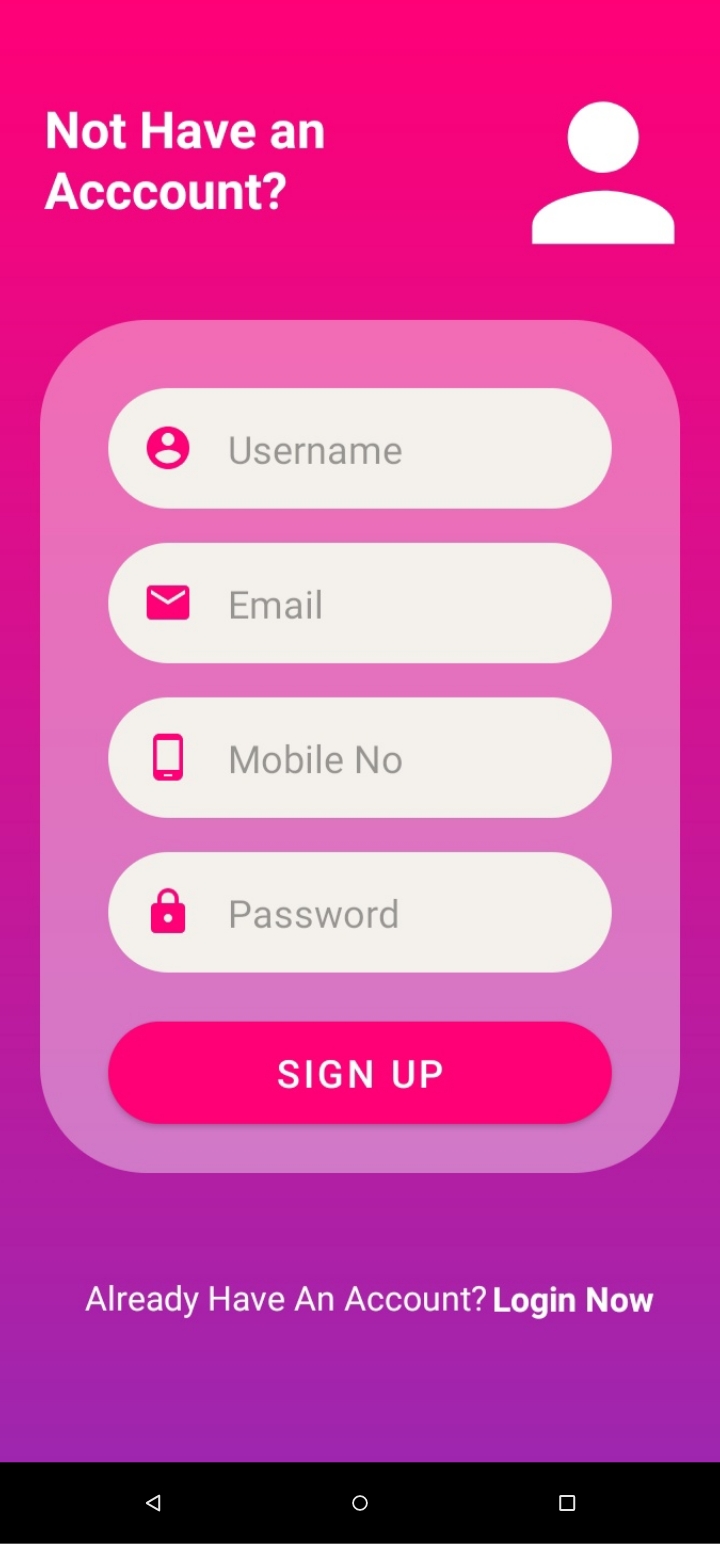 Not Have an
Acccount?
Username
Email
Mobile No
Password
SIGN UP
Already Have An Account? Login Now